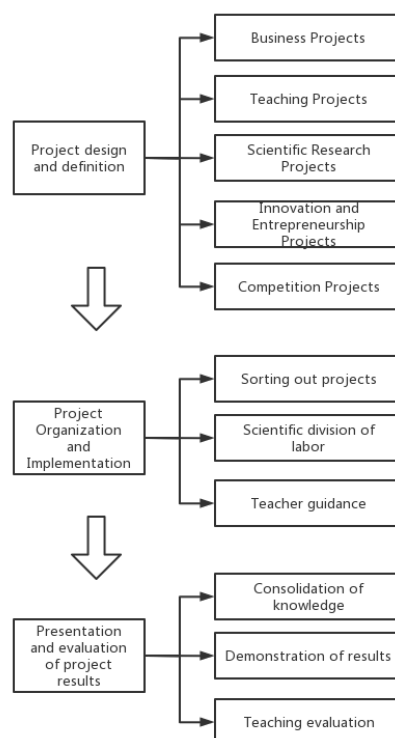 Business Projects
Teaching Projects
Project design
and definition
Scientific Research
Projects
Innovation and
Entrepreneurship
Projects
Competition Projects
Sorting out projects
Project
Organization
and
Implementation
Scientific division of
labor
Teacher guidance
Consolidation of
knowledge
Presentation
and evaluation
of project
results
Demonstration of results
Teaching evaluation